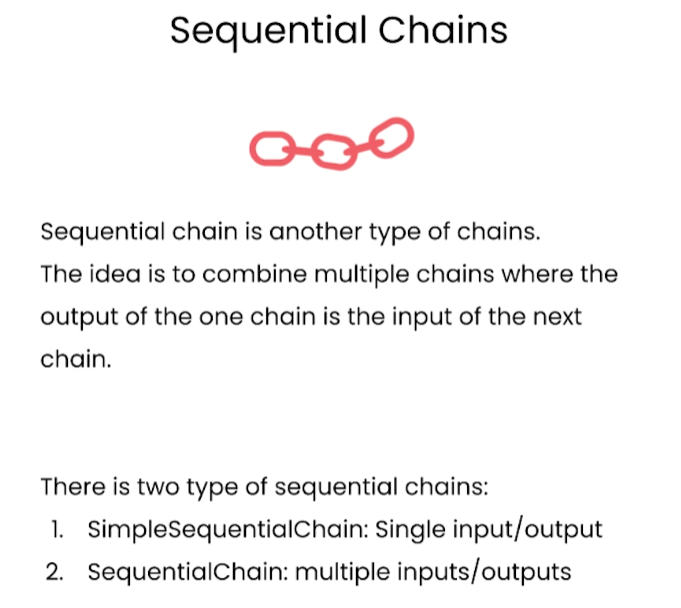 Sequential Chains
Sequential chain is another type of chains.
The idea is to combine multiple chains where the
output of the one chain is the input of the next
chain.
There is two type of sequential chains:
1. SimpleSequentialChain: Single input/output
2. SequentialChain: multiple inputs/outputs